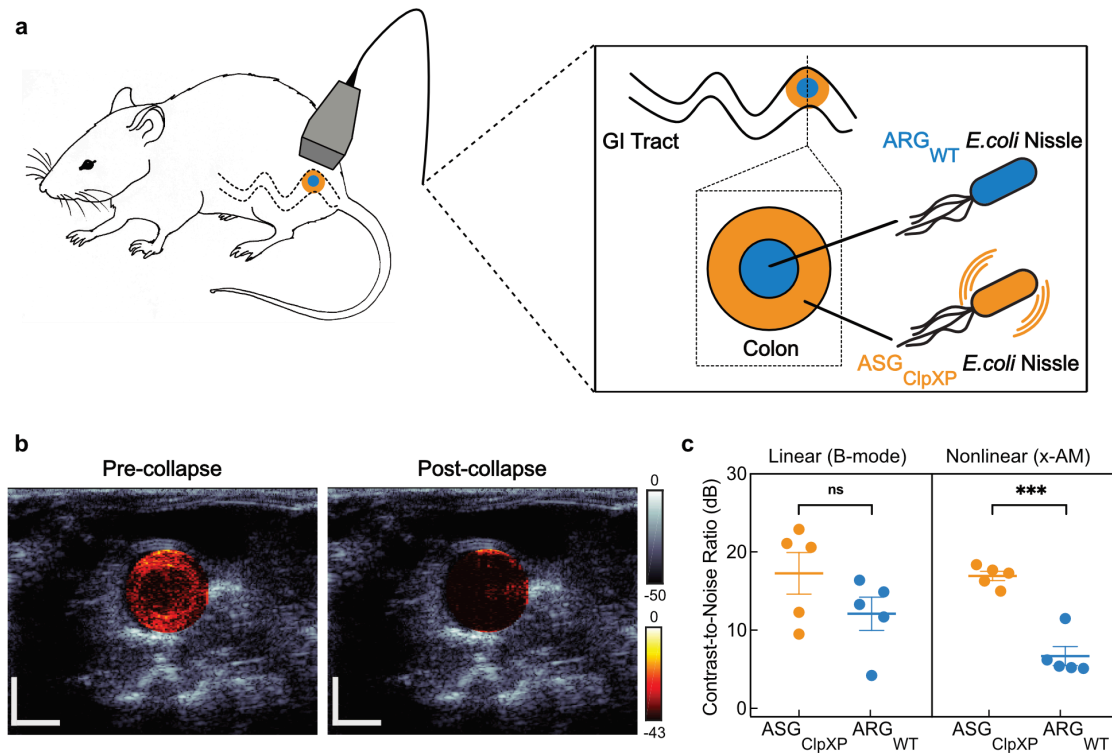 a
GI Tract
ARG WT E.coli Nissle
Colon
ASG ClpXP E.coli Nissle
b
Pre-collapse
Post-collapse
0
-50
0
-43
c
Linear (B-mode)
Nonlinear (x-AM)
Contrast-to-Noise Ratio (dB)
30
20
10
0
ns
***
ASG ClpXP
ARG WT
ASG ClpXP
ARG WT